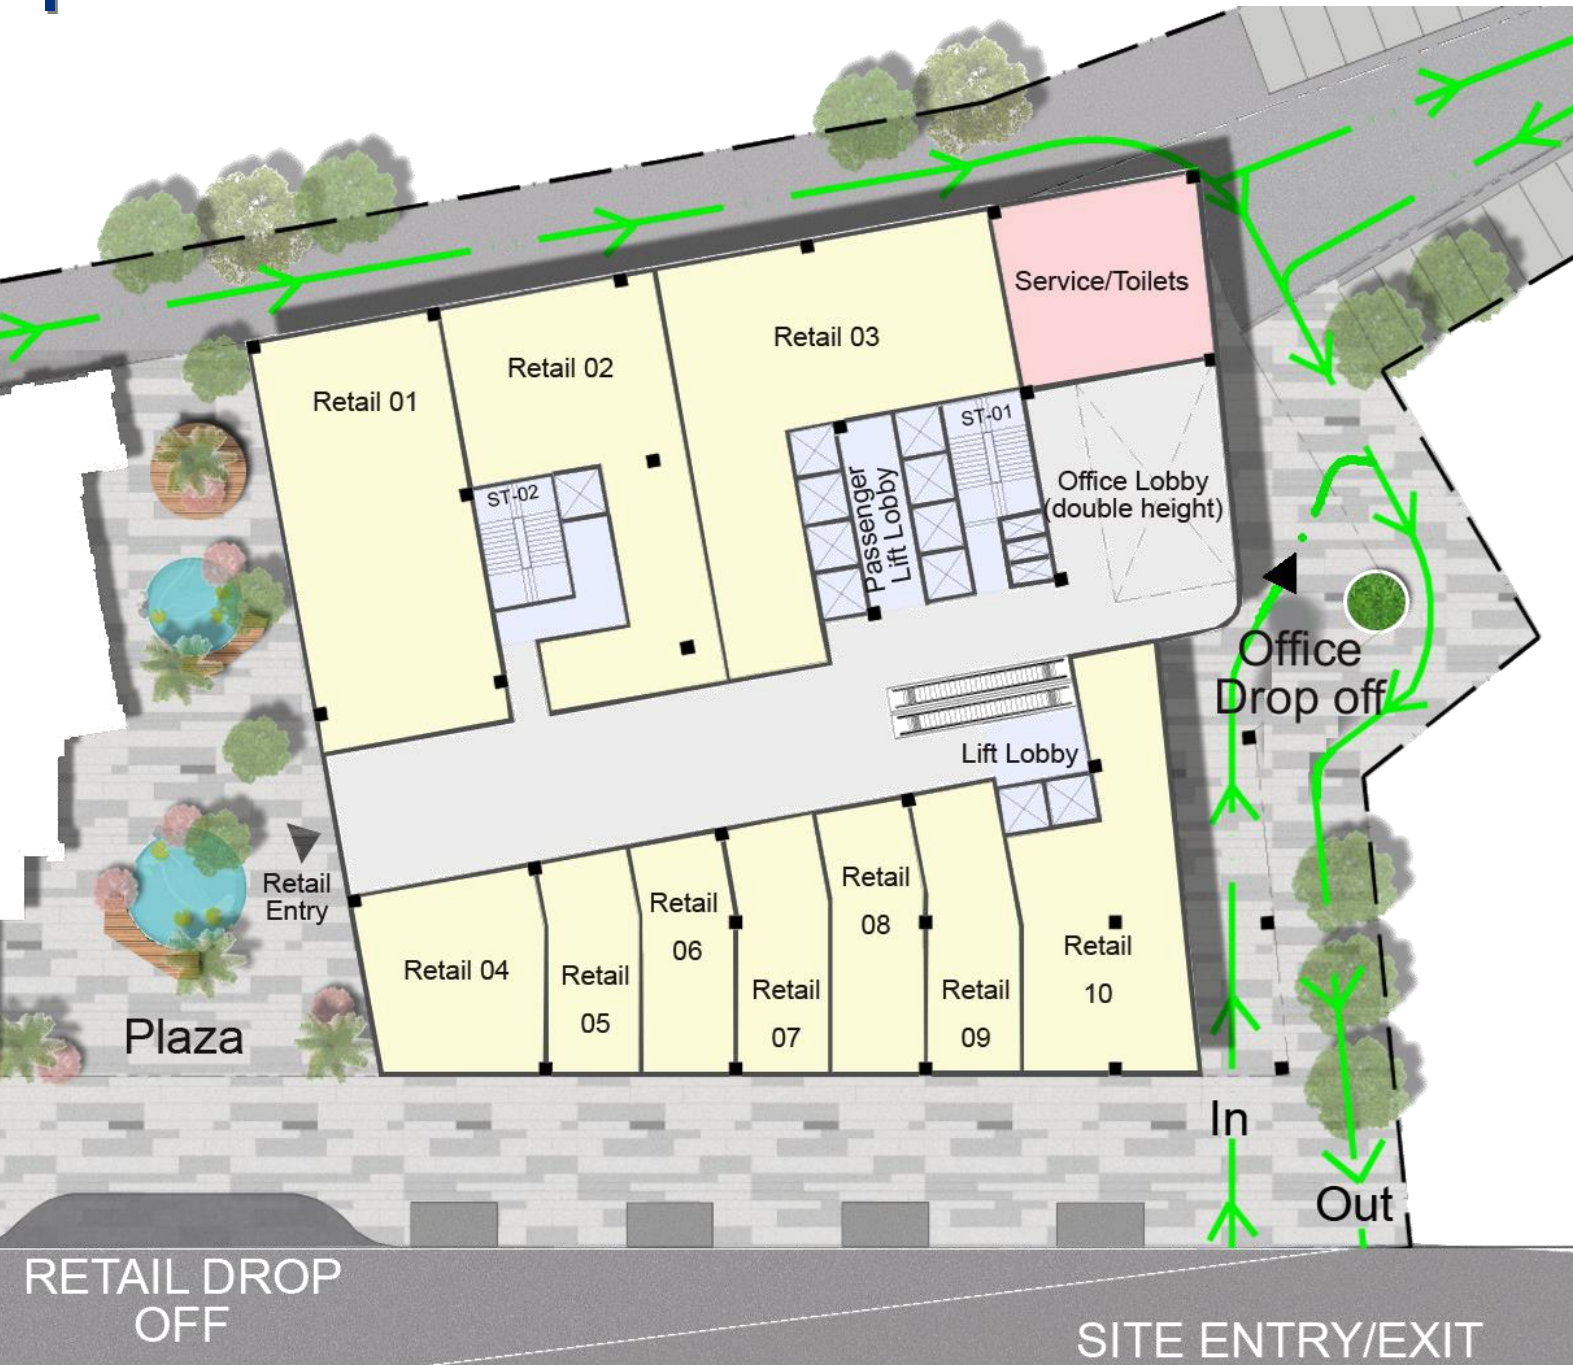 Service/Toilets
Retail 03
Retail 02
Retail 01
ST-01
Passenger
Lift Lobby
Office Lobby
(double height)
ST-02
Office
Drop off
Lift Lobby
Retail
Entry
Retail
08
Retail
06
Retail
10
Retail 04
Retail
05
Retail
07
Retail
09
Plaza
In
Out
RETAIL DROP
OFF
SITE ENTRY/EXIT